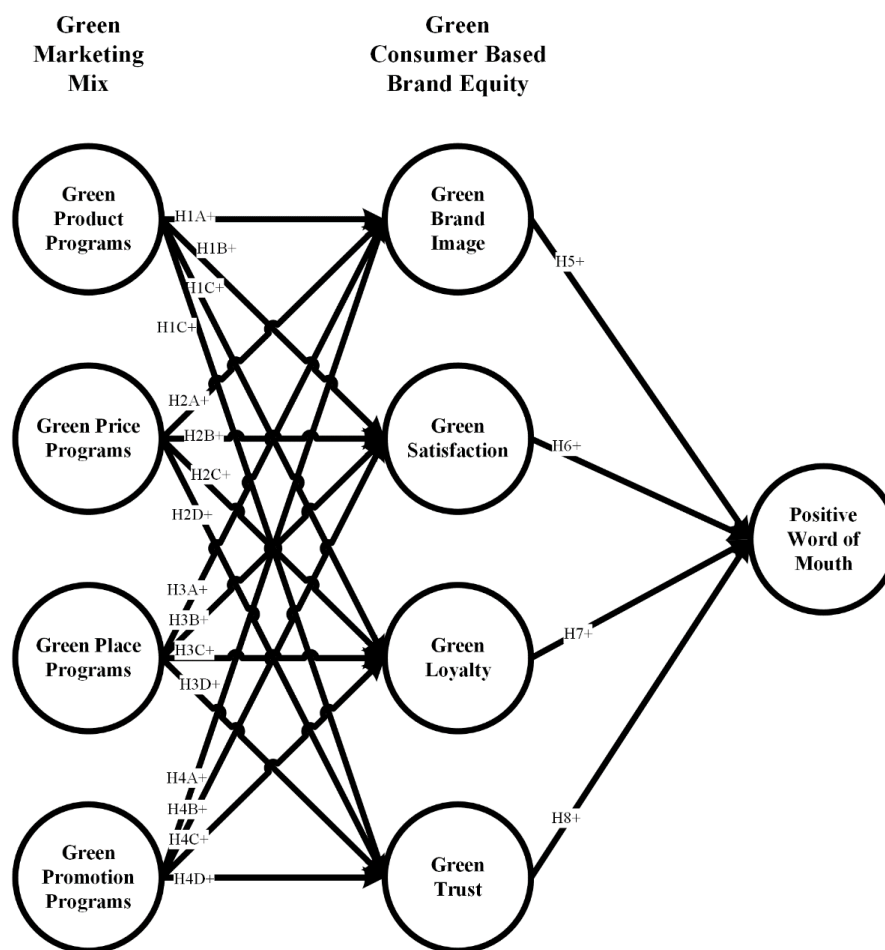 Green
Marketing
Mix
Green
Consumer Based
Brand Equity
Green
Product
Programs
Green
Brand
Image
H1A+
H1B+
H1C+
H1C+
H5+
Green Price
Programs
Green
Satisfaction
H2A+
H2B+
H2C+
H2D+
H6+
Positive
Word of
Mouth
Green Place
Programs
Green
Loyalty
H3A+
H3B+
H3C+
H3D+
H7+
H4A+
H4B+
H4C+
H4D+
H8+
Green
Promotion
Programs
Green
Trust